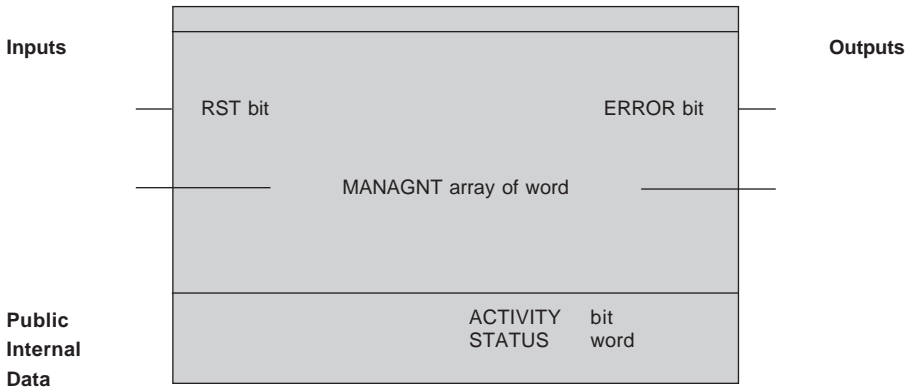 Inputs
Outputs
RST bit
ERROR bit
MANAGNT array of word
Public
Internal
Data
ACTIVITY bit
STATUS word